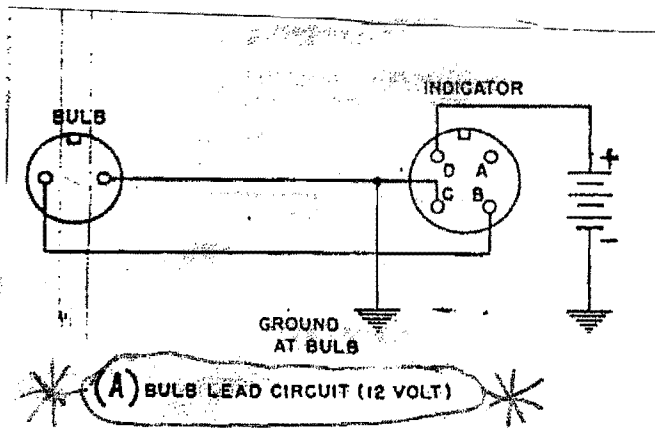 INDICATOR
BULB
+
D A
C B
-
GROUND
AT BULB
(A) BULB LEAD CIRCUIT (12 VOLT)